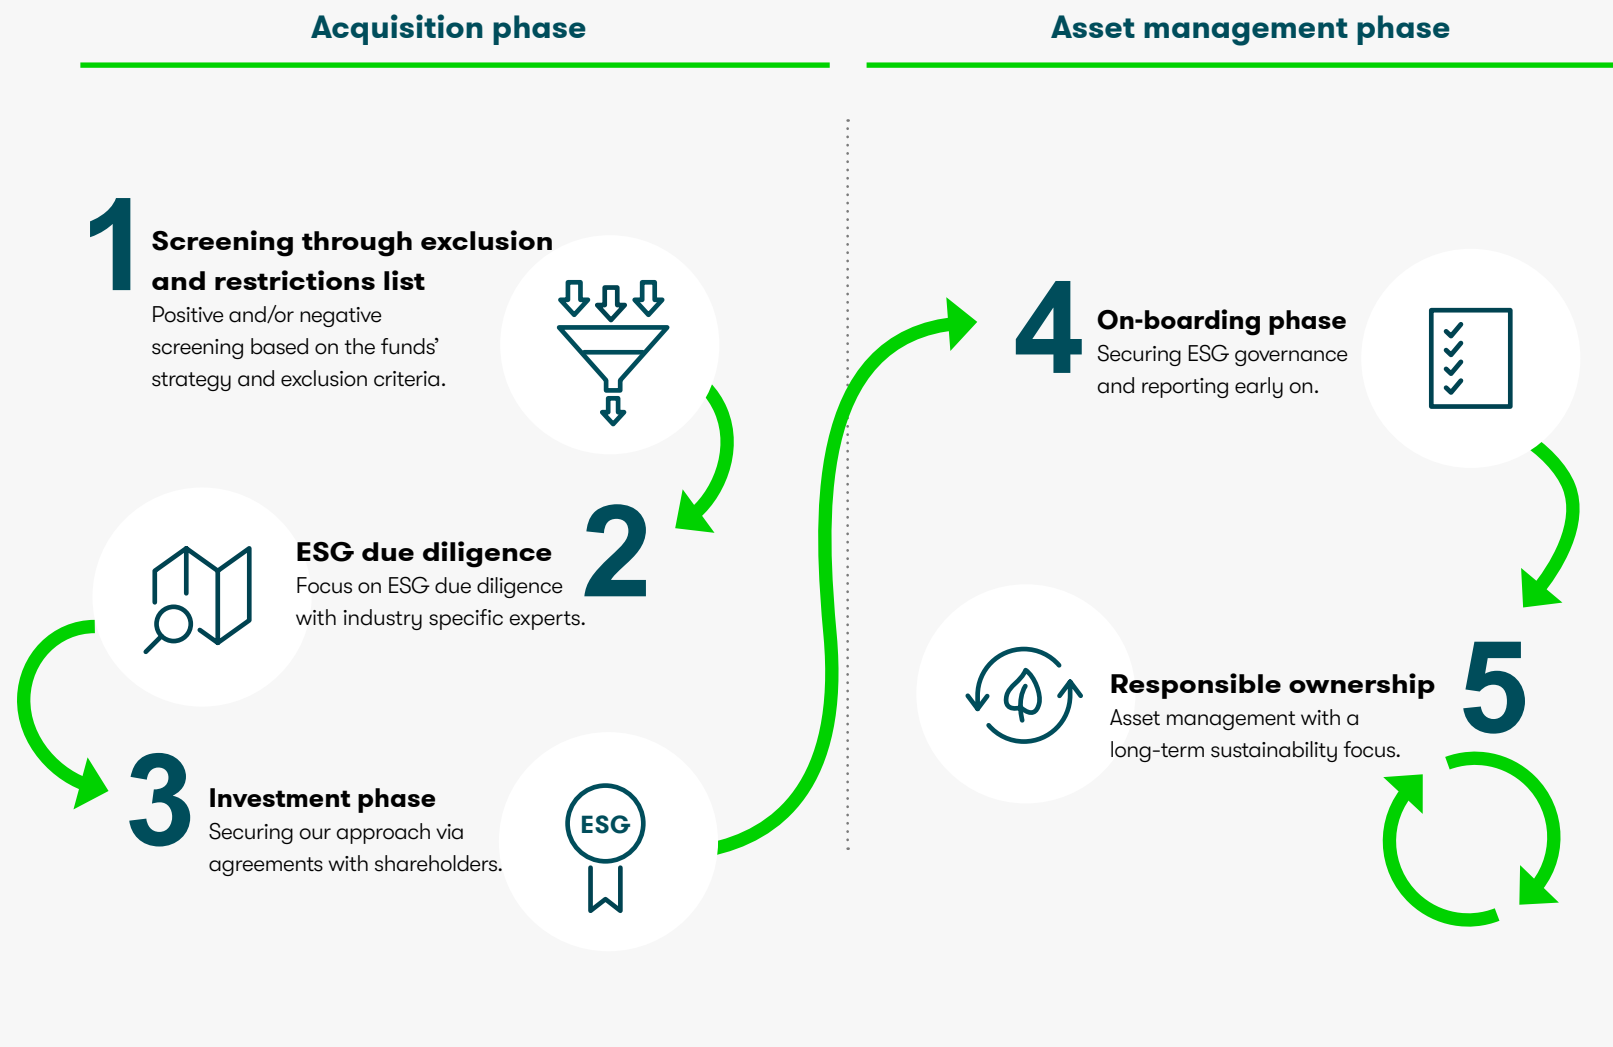 Acquisition phase
Asset management phase
1
Screening through exclusion
and restrictions list
Positive and/or negative
screening based on the funds’
strategy and exclusion criteria.
2
ESG due diligence
Focus on ESG due diligence
with industry specific experts.
3
Investment phase
Securing our approach via
agreements with shareholders.
ESG
4
On-boarding phase
Securing ESG governance
and reporting early on.
5
Responsible ownership
Asset management with a
long-term sustainability focus.